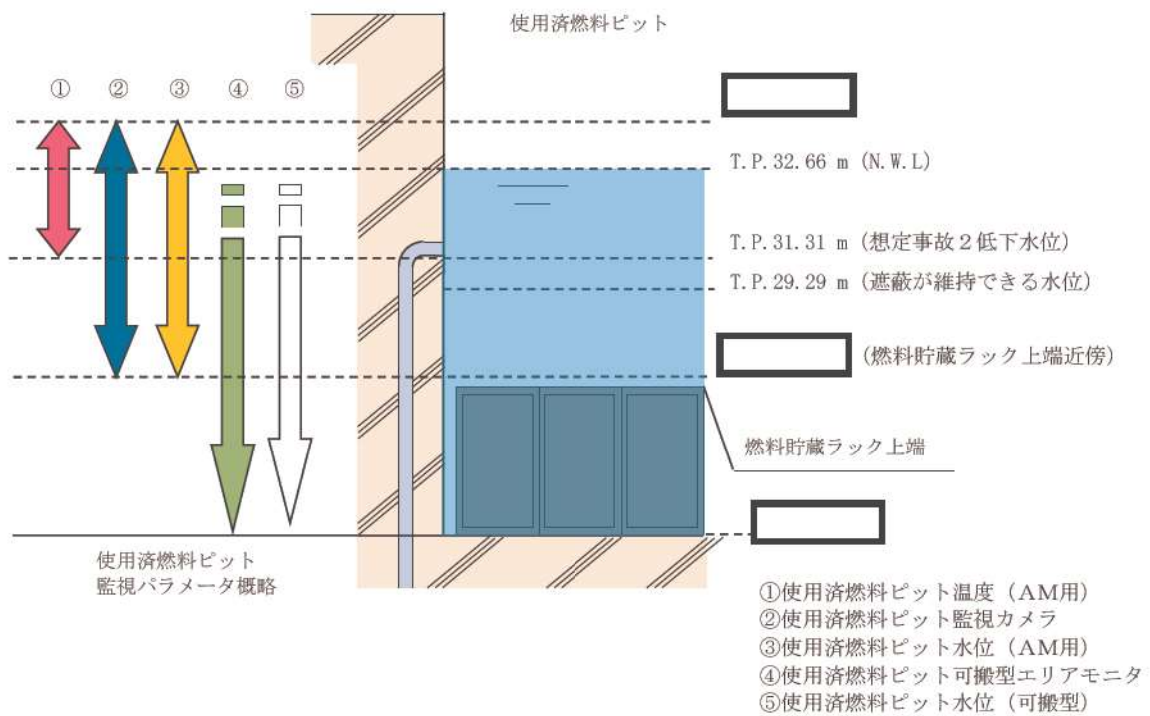 使用済燃料ピット
① ② ③ ④ ⑤
T.P.32.66 m (N.W.L)
T.P.31.31 m (想定事故2低下水位)
T.P.29.29 m (遮蔽が維持できる水位)
(燃料貯蔵ラック上端近傍)
燃料貯蔵ラック上端
使用済燃料ピット
監視パラメータ概略
①使用済燃料ピット温度(AM用)
②使用済燃料ピット監視カメラ
③使用済燃料ピット水位(AM用)
④使用済燃料ピット可搬型エリアモニタ
⑤使用済燃料ピット水位(可搬型)